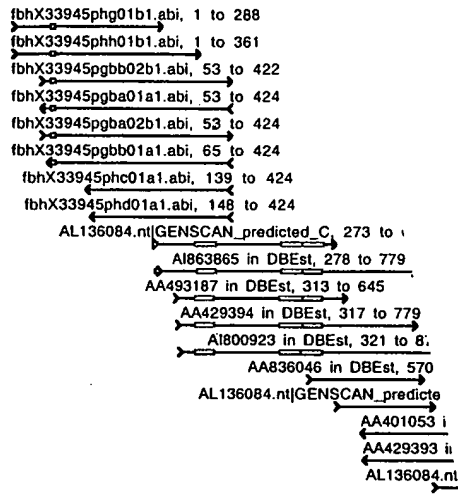 fbhX33945phg01b1.abi, 1 to 288
fbhX33945phh01b1.abi, 1 to 361
fbhX33945pgbb02b1.abi, 53 to 422
fbhX33945pgba01a1.abi, 53 to 424
fbhX33945pgba02b1.abi, 53 to 424
fbhX33945pgbb01a1.abi, 65 to 424
fbhX33945phc01a1.abi, 139 to 424
fbhX33945phd01a1.abi, 148 to 424
AL136084.nt|GENSCAN_predicted_C, 273 to
AI863865 in DBEst, 278 to 779
AA493187 in DBEst, 313 to 645
AA429394 in DBEst, 317 to 779
AI800923 in DBEst, 321 to
AA836046 in DBEst, 570
AL136084.nt|GENSCAN_predicte
AA401053 i
AA429393
AL136084.nt